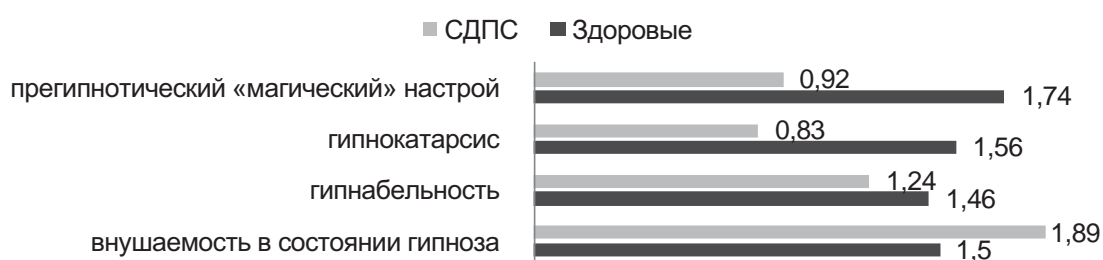 СДПС Здоровые
прегипнотический «магический» настрой
0,92
1,74
гипнокатарсис
0,83
1,56
гипнабельность
1,24
1,46
внушаемость в состоянии гипноза
1,89
1,5